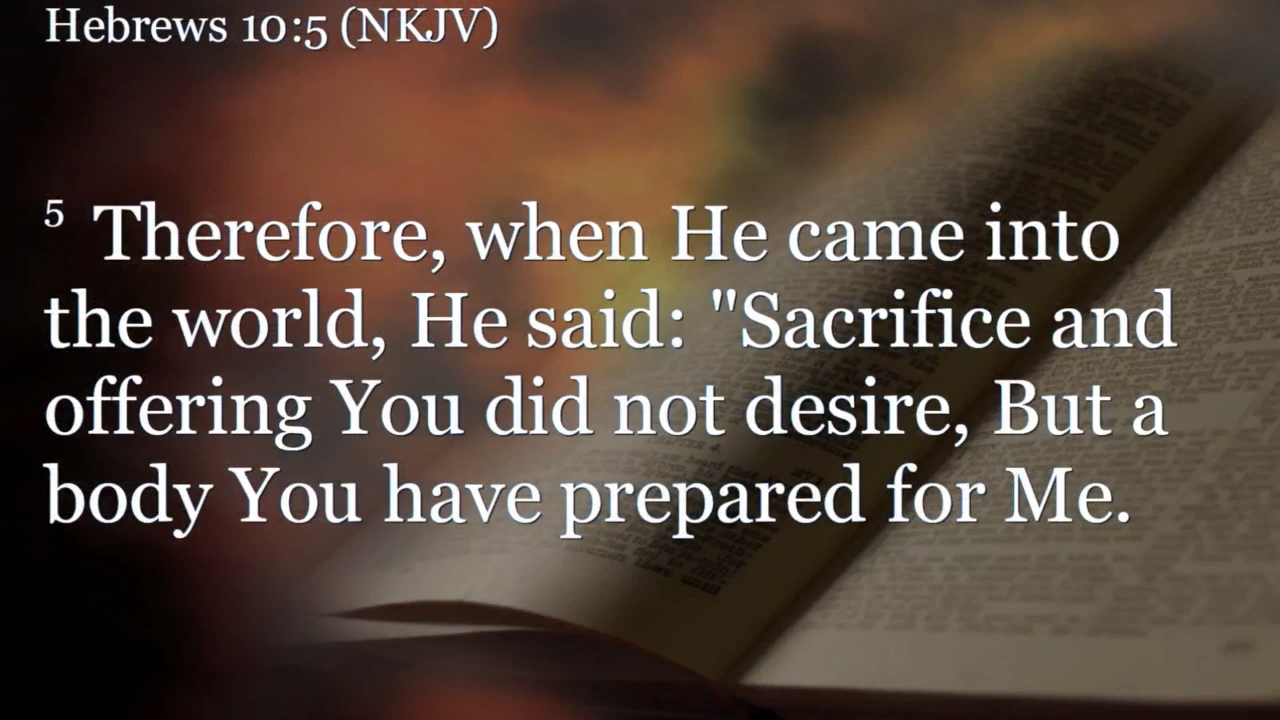 Hebrews 10:5 (NKJV)
5 Therefore, when He came into
the world, He said: "Sacrifice and
offering You did not desire, But a
body You have prepared for Me.